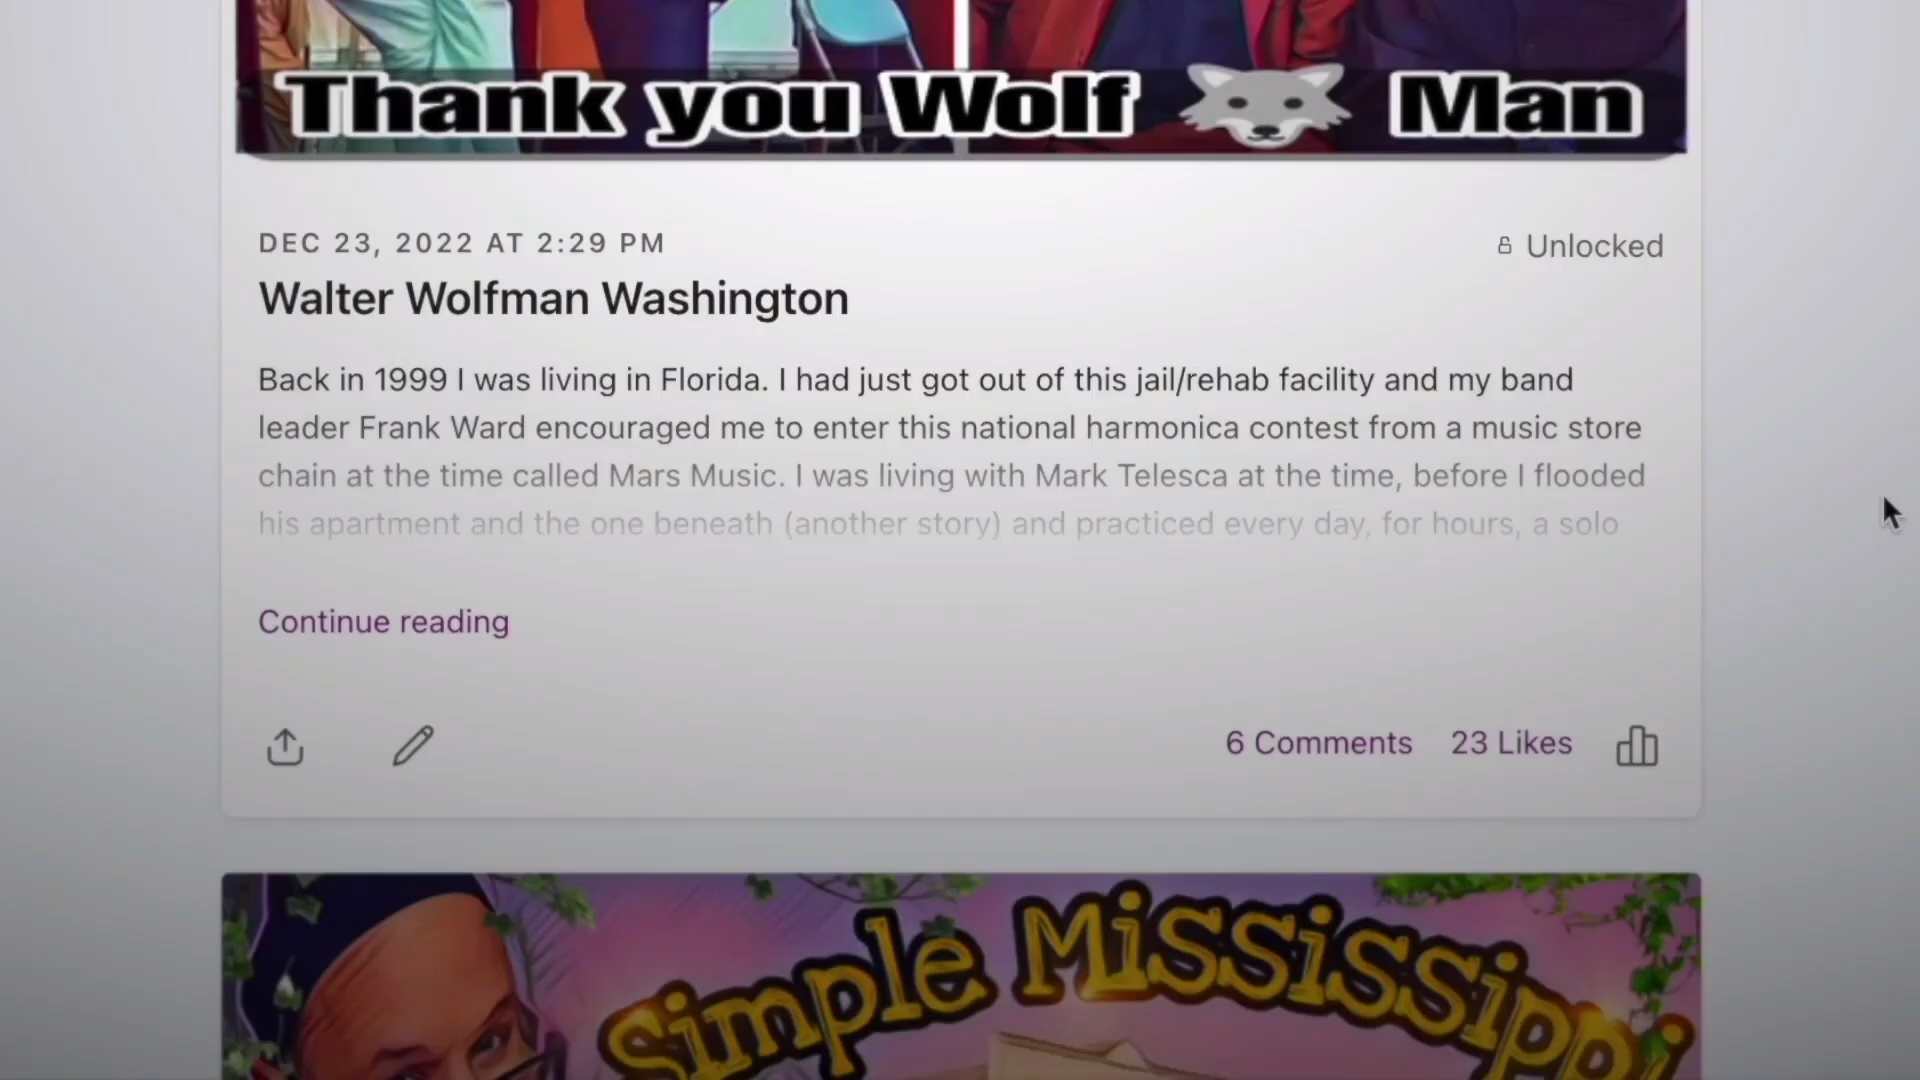 Thank you Wolf Man
DEC 23, 2022 AT 2:29 PM
Unlocked
Walter Wolfman Washington
Back in 1999 I was living in Florida. I had just got out of this jail/rehab facility and my band
leader Frank Ward encouraged me to enter this national harmonica contest from a music store
chain at the time called Mars Music. I was living with Mark Telesca at the time, before I flooded
his apartment and the one beneath (another story) and practiced every day, for hours, a solo
Continue reading
6 Comments 23 Likes
Simple Mississippi